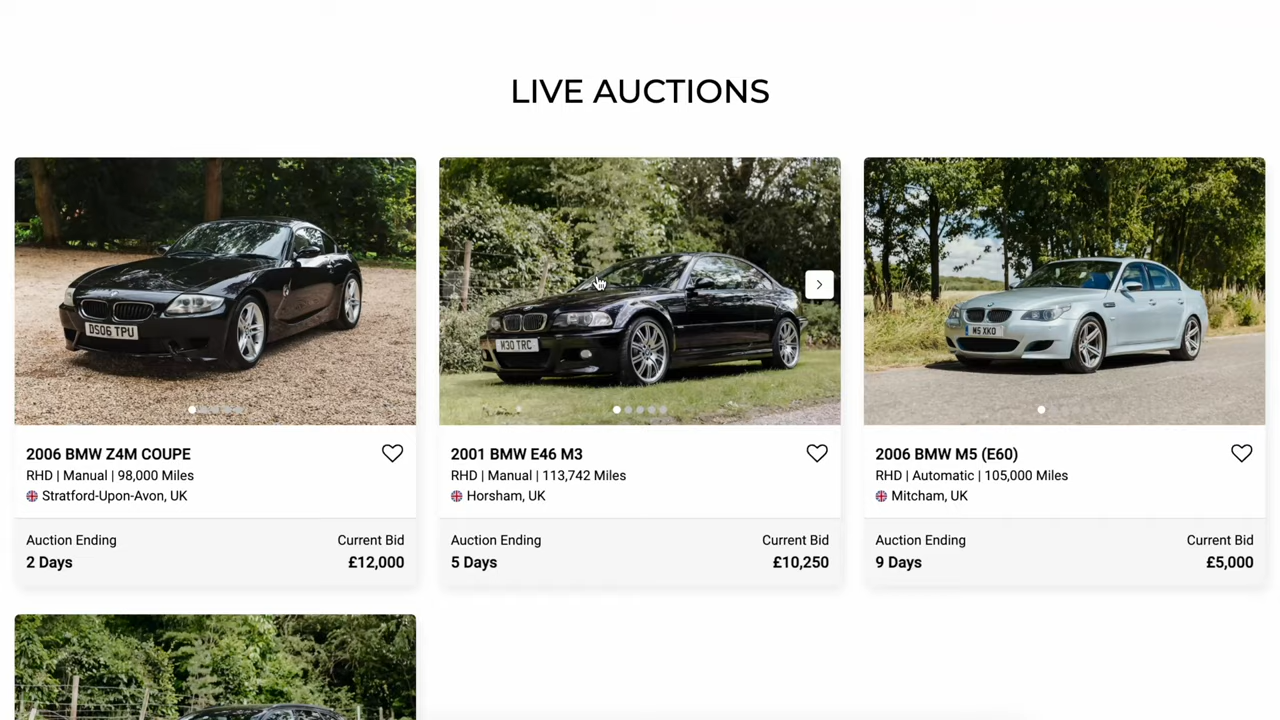 LIVE AUCTIONS
DS06 TPU
M30 TRC
M5 XKO
2006 BMW Z4M COUPE
RHD | Manual | 98,000 Miles
Stratford-Upon-Avon, UK
Auction Ending
Current Bid
2 Days
£12,000
2001 BMW E46 M3
RHD | Manual | 113,742 Miles
Horsham, UK
Auction Ending
Current Bid
5 Days
£10,250
2006 BMW M5 (E60)
RHD | Automatic | 105,000 Miles
Mitcham, UK
Auction Ending
Current Bid
9 Days
£5,000